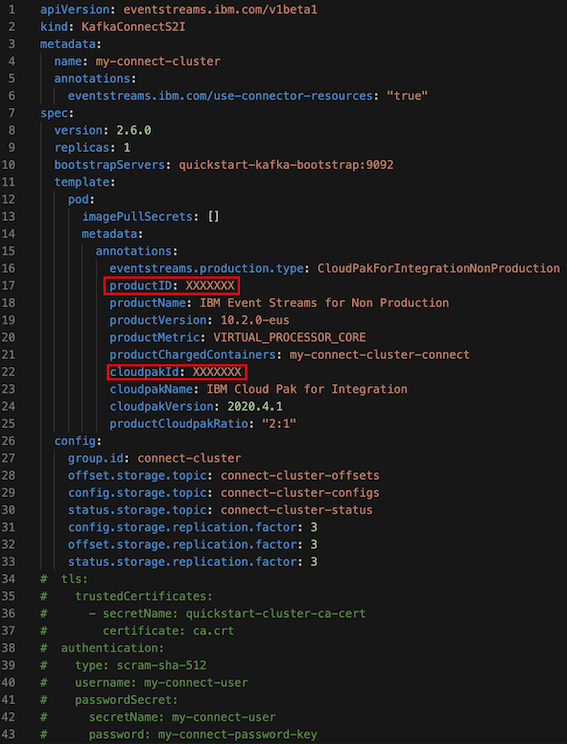 1 apiVersion: eventstreams.ibm.com/v1beta1
2 kind: KafkaConnectS2I
3 metadata:
4   name: my-connect-cluster
5   annotations:
6     eventstreams.ibm.com/use-connector-resources: "true"
7 spec:
8   version: 2.6.0
9   replicas: 1
10   bootstrapServers: quickstart-kafka-bootstrap:9092
11   template:
12     pod:
13       imagePullSecrets: []
14       metadata:
15         annotations:
16           eventstreams.production.type: CloudPakForIntegrationNonProduction
17           productID: XXXXXXX
18           productName: IBM Event Streams for Non Production
19           productVersion: 10.2.0-eus
20           productMetric: VIRTUAL_PROCESSOR_CORE
21           productChargedContainers: my-connect-cluster-connect
22           cloudpakId: XXXXXXX
23           cloudpakName: IBM Cloud Pak for Integration
24           cloudpakVersion: 2020.4.1
25           productCloudpakRatio: "2:1"
26   config:
27     group.id: connect-cluster
28     offset.storage.topic: connect-cluster-offsets
29     config.storage.topic: connect-cluster-configs
30     status.storage.topic: connect-cluster-status
31     config.storage.replication.factor: 3
32     offset.storage.replication.factor: 3
33     status.storage.replication.factor: 3
34 #  tls:
35 #    trustedCertificates:
36 #      - secretName: quickstart-cluster-ca-cert
37 #        certificate: ca.crt
38 #  authentication:
39 #    type: scram-sha-512
40 #    username: my-connect-user
41 #    passwordSecret:
42 #      secretName: my-connect-user
43 #      password: my-connect-password-key